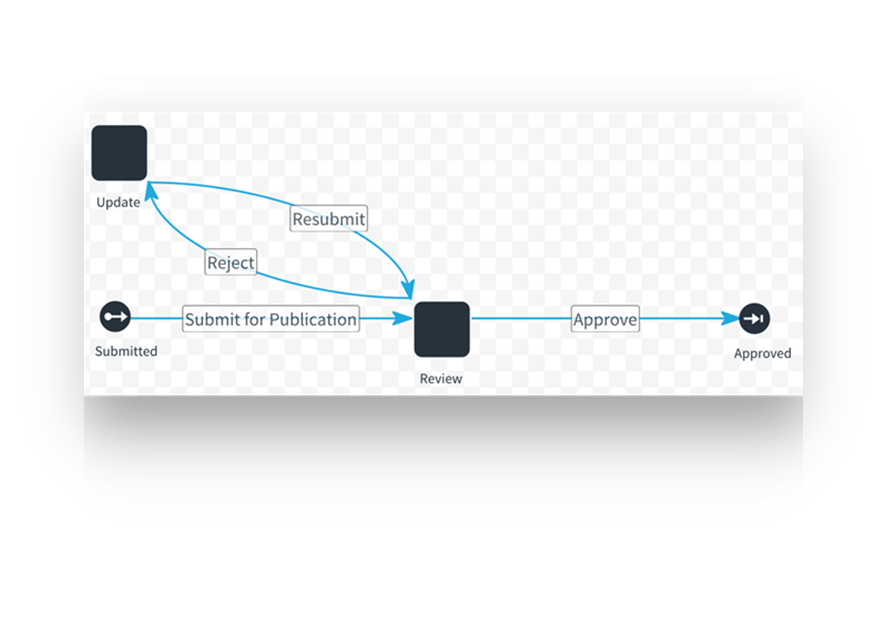 Update
Resubmit
Reject
Submit for Publication
Approve
Submitted
Approved
Review